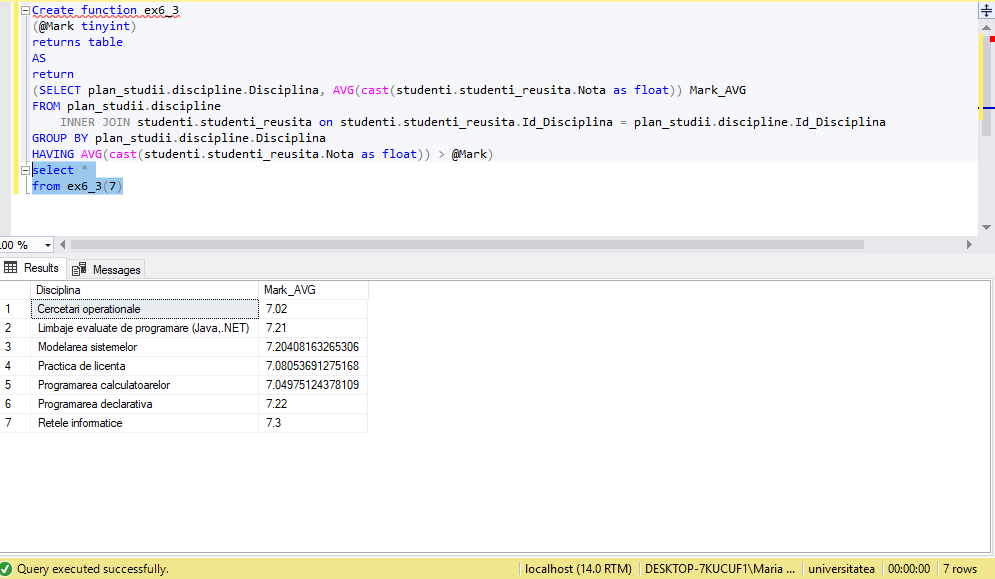 Create function ex6_3
(@Mark tinyint)
returns table
AS
return
(SELECT plan_studii.discipline.Disciplina, AVG(cast(studenti.studenti_reusita.Nota as float)) Mark_AVG
FROM plan_studii.discipline
INNER JOIN studenti.studenti_reusita on studenti.studenti_reusita.Id_Disciplina = plan_studii.discipline.Id_Disciplina
GROUP BY plan_studii.discipline.Disciplina
HAVING AVG(cast(studenti.studenti_reusita.Nota as float)) > @Mark)
select *
from ex6_3(7)
.00 %
Results Messages
Disciplina Mark_AVG
1 Cercetari operationale 7.02
2 Limbaje evaluate de programare (Java,.NET) 7.21
3 Modelarea sistemelor 7.20408163265306
4 Practica de licenta 7.08053691275168
5 Programarea calculatoarelor 7.04975124378109
6 Programarea declarativa 7.22
7 Retele informatice 7.3
Query executed successfully. localhost (14.0 RTM) DESKTOP-7KUCUF1\Maria ... universitatea 00:00:00 7 rows